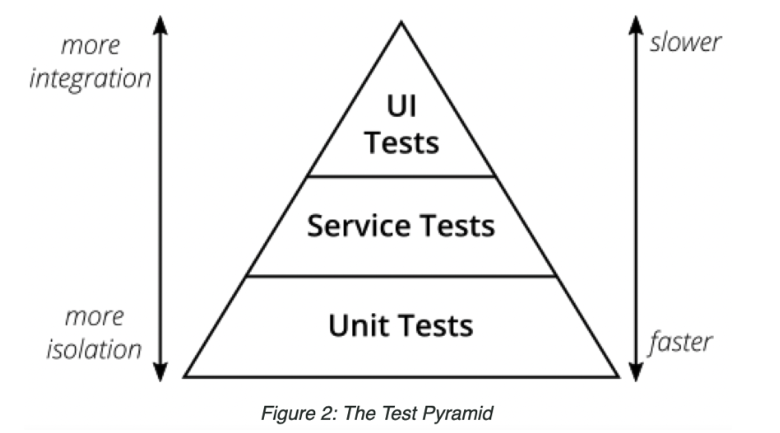 more
integration
slower
UI
Tests
Service Tests
more
isolation
Unit Tests
faster
Figure 2: The Test Pyramid